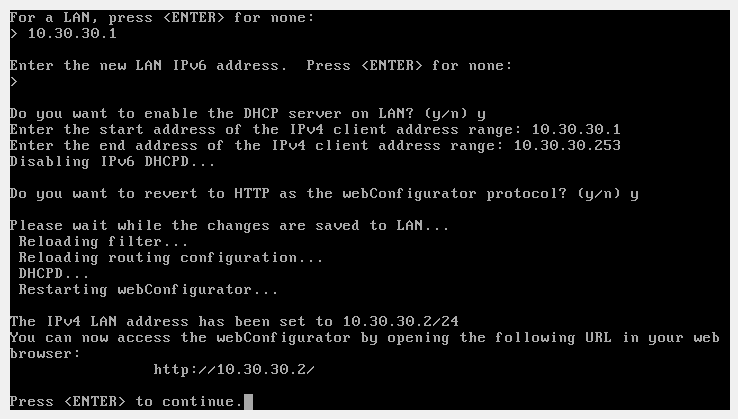 For a LAN, press <ENTER> for none:
> 10.30.30.1
Enter the new LAN IPv6 address.  Press <ENTER> for none:
>
Do you want to enable the DHCP server on LAN? (y/n) y
Enter the start address of the IPv4 client address range: 10.30.30.1
Enter the end address of the IPv4 client address range: 10.30.30.253
Disabling IPv6 DHCPD...
Do you want to revert to HTTP as the webConfigurator protocol? (y/n) y
Please wait while the changes are saved to LAN...
Reloading filter...
Reloading routing configuration...
DHCPD...
Restarting webConfigurator...
The IPv4 LAN address has been set to 10.30.30.2/24
You can now access the webConfigurator by opening the following URL in your web
browser:
http://10.30.30.2/
Press <ENTER> to continue.